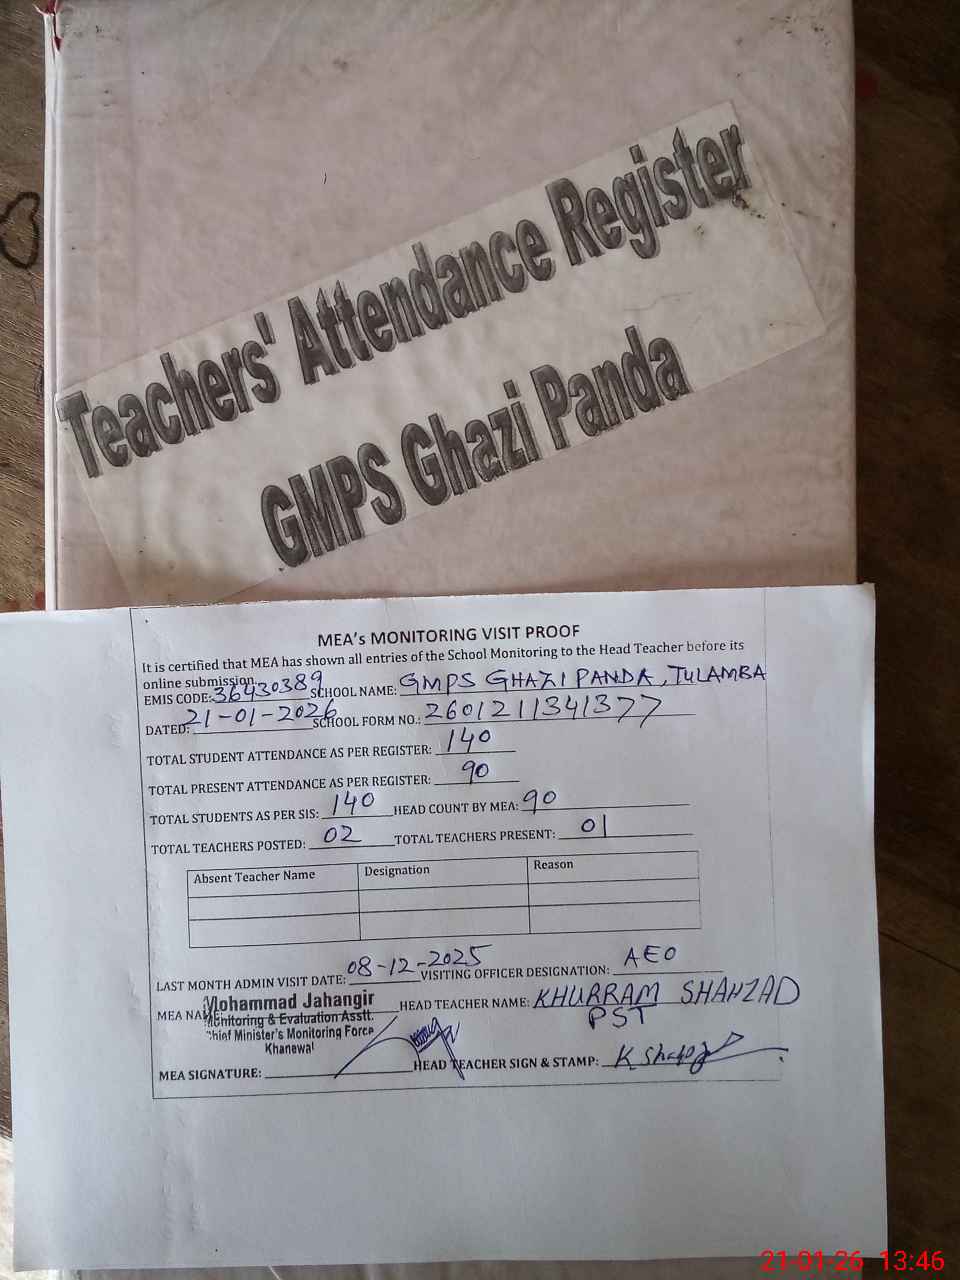 Teachers' Attendance Register
GMPS Ghazi Panda
MEA's MONITORING VISIT PROOF
It is certified that MEA has shown all entries of the School Monitoring to the Head Teacher before its
online submission.
EMIS CODE: 36430389 SCHOOL NAME: GMPS GHAZI PANDA, TULAMBA
DATED: 21-01-2026 SCHOOL FORM NO.: 2601211341377
TOTAL STUDENT ATTENDANCE AS PER REGISTER: 140
TOTAL PRESENT ATTENDANCE AS PER REGISTER: 90
TOTAL STUDENTS AS PER SIS: 140 HEAD COUNT BY MEA: 90
TOTAL TEACHERS POSTED: 02 TOTAL TEACHERS PRESENT: 01
Absent Teacher Name Designation Reason
LAST MONTH ADMIN VISIT DATE: 08-12-2025 VISITING OFFICER DESIGNATION: AEO
MEA NAME: Mohammad Jahangir HEAD TEACHER NAME: KHURRAM SHAHZAD
Monitoring & Evaluation Asstt. PST
Chief Minister's Monitoring Force
Khanewal
MEA SIGNATURE: HEAD TEACHER SIGN & STAMP:
21-01-26 13:46